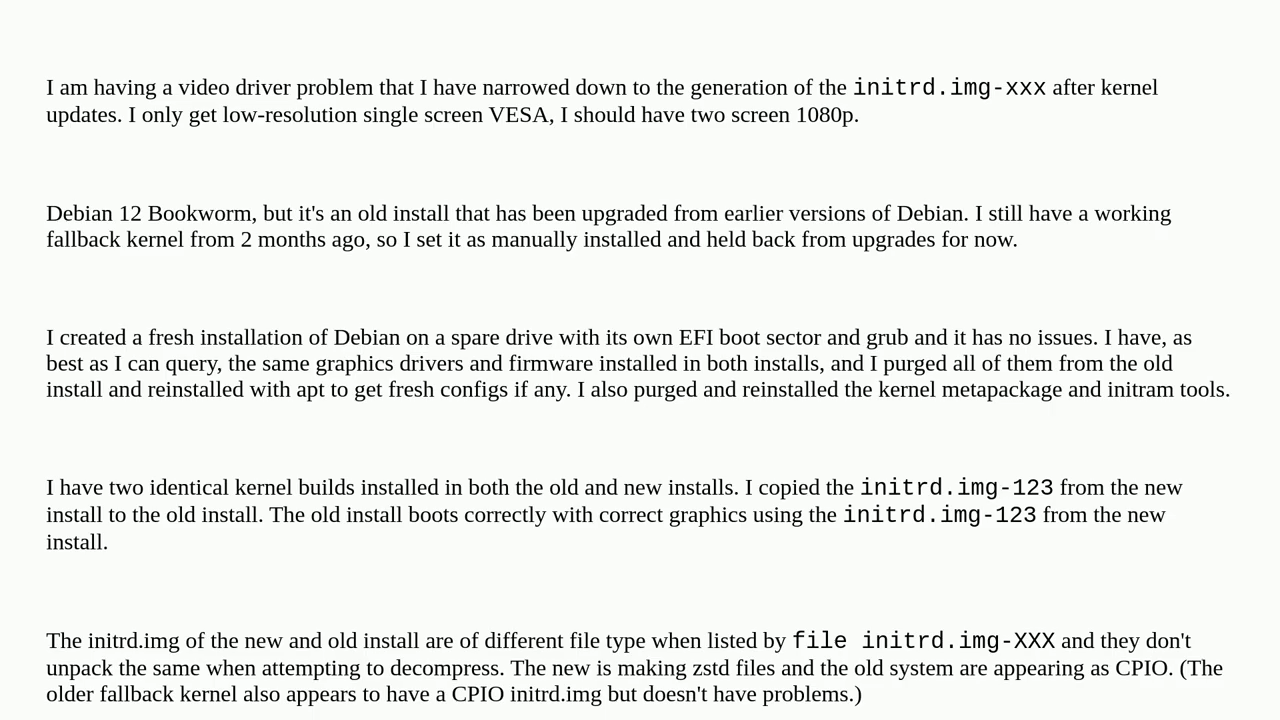 I am having a video driver problem that I have narrowed down to the generation of the initrd.img-xxx after kernel
updates. I only get low-resolution single screen VESA, I should have two screen 1080p.
Debian 12 Bookworm, but it's an old install that has been upgraded from earlier versions of Debian. I still have a working
fallback kernel from 2 months ago, so I set it as manually installed and held back from upgrades for now.
I created a fresh installation of Debian on a spare drive with its own EFI boot sector and grub and it has no issues. I have, as
best as I can query, the same graphics drivers and firmware installed in both installs, and I purged all of them from the old
install and reinstalled with apt to get fresh configs if any. I also purged and reinstalled the kernel metapackage and initram tools.
I have two identical kernel builds installed in both the old and new installs. I copied the initrd.img-123 from the new
install to the old install. The old install boots correctly with correct graphics using the initrd.img-123 from the new
install.
The initrd.img of the new and old install are of different file type when listed by file initrd.img-XXX and they don't
unpack the same when attempting to decompress. The new is making zstd files and the old system are appearing as CPIO. (The
older fallback kernel also appears to have a CPIO initrd.img but doesn't have problems.)